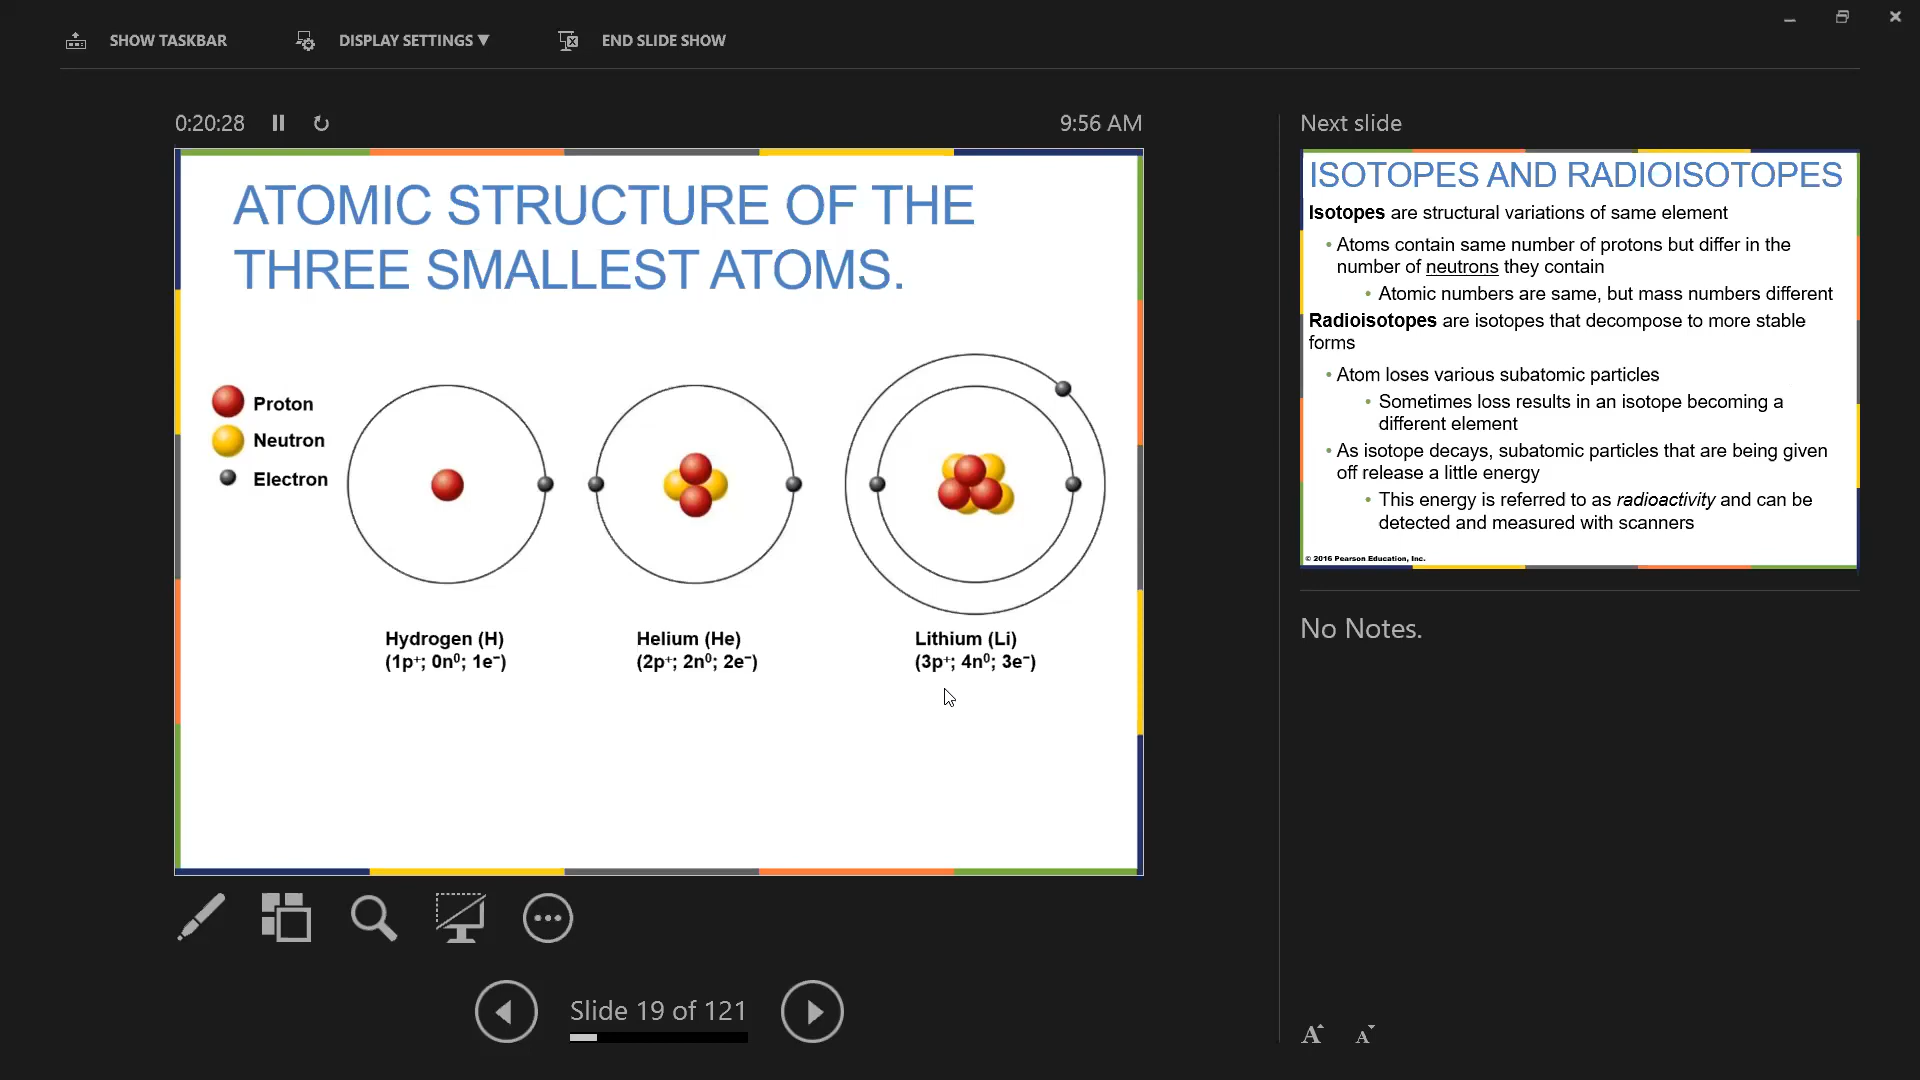 SHOW TASKBAR
DISPLAY SETTINGS ▼
END SLIDE SHOW
0:20:28
9:56 AM
ATOMIC STRUCTURE OF THE
THREE SMALLEST ATOMS.
Proton
Neutron
Electron
Hydrogen (H)
(1p⁺; 0n⁰; 1e⁻)
Helium (He)
(2p⁺; 2n⁰; 2e⁻)
Lithium (Li)
(3p⁺; 4n⁰; 3e⁻)
Slide 19 of 121
Next slide
ISOTOPES AND RADIOISOTOPES
Isotopes are structural variations of same element
• Atoms contain same number of protons but differ in the
number of neutrons they contain
• Atomic numbers are same, but mass numbers different
Radioisotopes are isotopes that decompose to more stable
forms
• Atom loses various subatomic particles
• Sometimes loss results in an isotope becoming a
different element
• As isotope decays, subatomic particles that are being given
off release a little energy
• This energy is referred to as radioactivity and can be
detected and measured with scanners
© 2016 Pearson Education, Inc.
No Notes.
A A